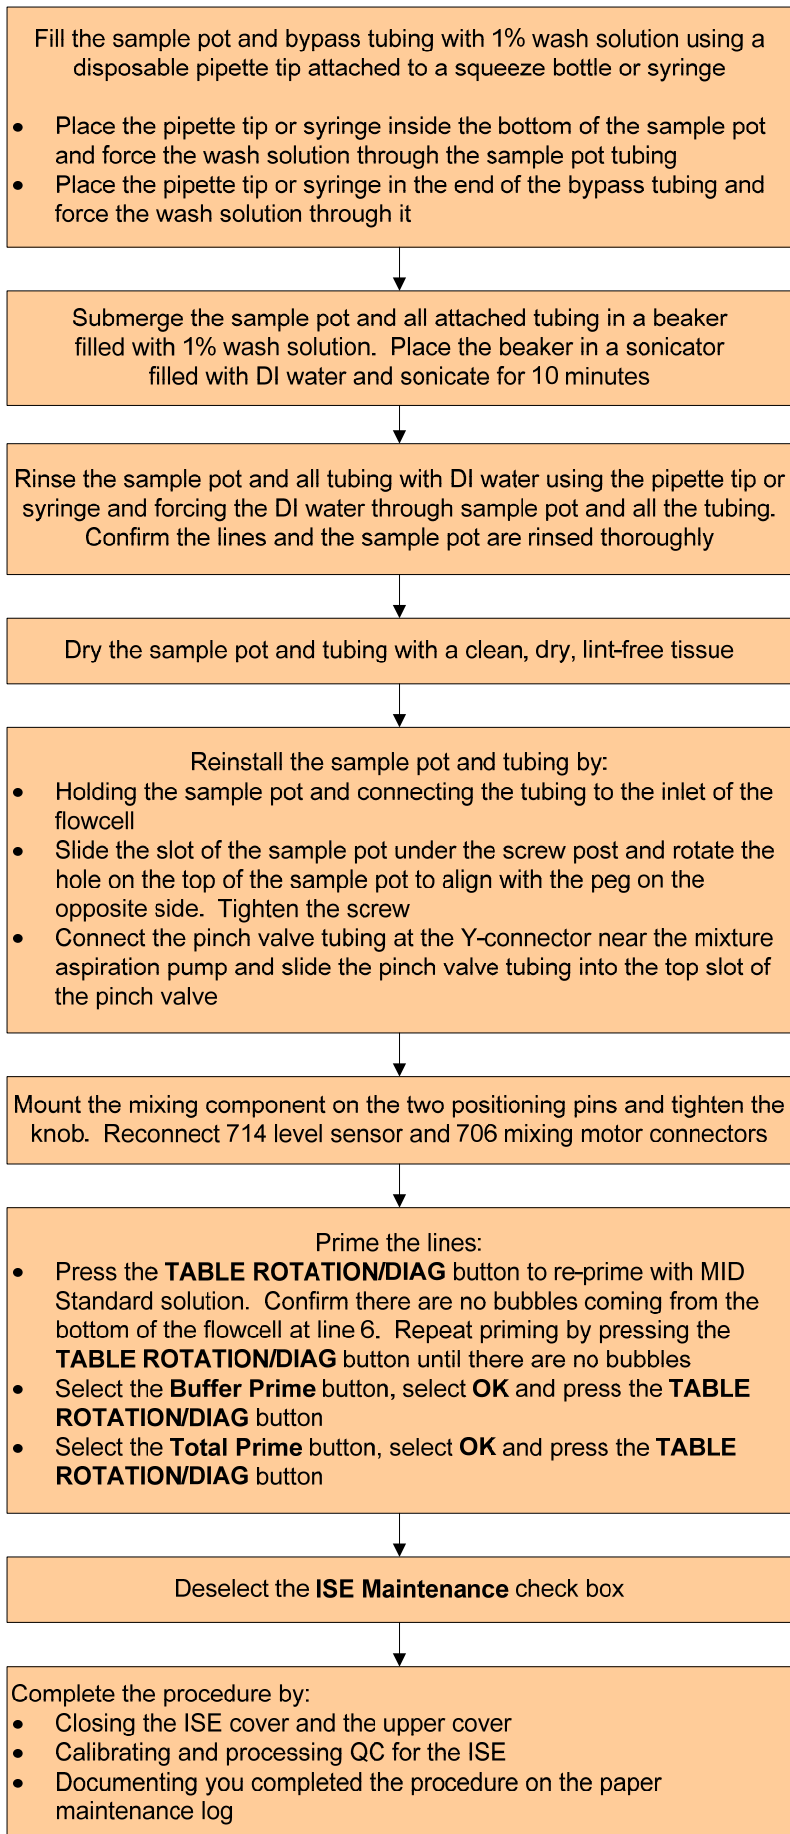 Fill the sample pot and bypass tubing with 1% wash solution using a
disposable pipette tip attached to a squeeze bottle or syringe
• Place the pipette tip or syringe inside the bottom of the sample pot
and force the wash solution through the sample pot tubing
• Place the pipette tip or syringe in the end of the bypass tubing and
force the wash solution through it
Submerge the sample pot and all attached tubing in a beaker
filled with 1% wash solution. Place the beaker in a sonicator
filled with DI water and sonicate for 10 minutes
Rinse the sample pot and all tubing with DI water using the pipette tip or
syringe and forcing the DI water through sample pot and all the tubing.
Confirm the lines and the sample pot are rinsed thoroughly
Dry the sample pot and tubing with a clean, dry, lint-free tissue
Reinstall the sample pot and tubing by:
• Holding the sample pot and connecting the tubing to the inlet of the
flowcell
• Slide the slot of the sample pot under the screw post and rotate the
hole on the top of the sample pot to align with the peg on the
opposite side. Tighten the screw
• Connect the pinch valve tubing at the Y-connector near the mixture
aspiration pump and slide the pinch valve tubing into the top slot of
the pinch valve
Mount the mixing component on the two positioning pins and tighten the
knob. Reconnect 714 level sensor and 706 mixing motor connectors
Prime the lines:
• Press the TABLE ROTATION/DIAG button to re-prime with MID
Standard solution. Confirm there are no bubbles coming from the
bottom of the flowcell at line 6. Repeat priming by pressing the
TABLE ROTATION/DIAG button until there are no bubbles
• Select the Buffer Prime button, select OK and press the TABLE
ROTATION/DIAG button
• Select the Total Prime button, select OK and press the TABLE
ROTATION/DIAG button
Deselect the ISE Maintenance check box
Complete the procedure by:
• Closing the ISE cover and the upper cover
• Calibrating and processing QC for the ISE
• Documenting you completed the procedure on the paper
maintenance log